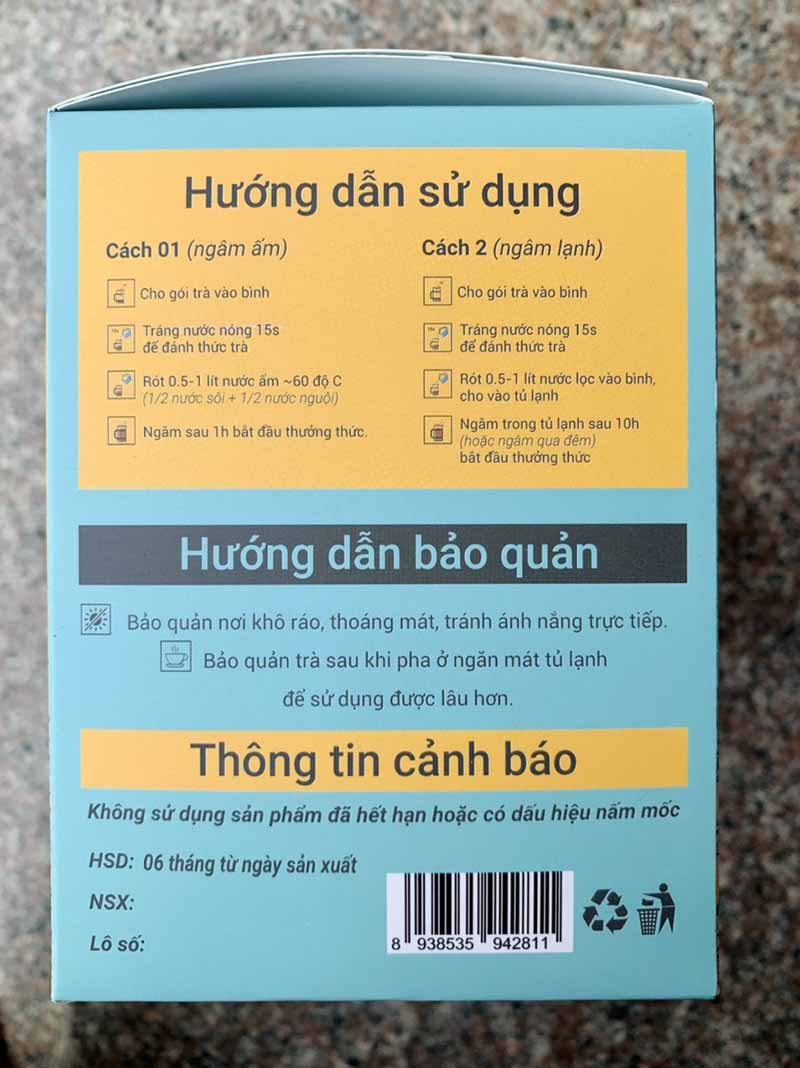 Hướng dẫn sử dụng
Cách 01 (ngâm ấm)
Cho gói trà vào bình
Tráng nước nóng 15s
để đánh thức trà
Rót 0.5-1 lít nước ấm ~60 độ C
(1/2 nước sôi + 1/2 nước nguội)
Ngâm sau 1h bắt đầu thưởng thức.
Cách 2 (ngâm lạnh)
Cho gói trà vào bình
Tráng nước nóng 15s
để đánh thức trà
Rót 0.5-1 lít nước lọc vào bình,
cho vào tủ lạnh
Ngâm trong tủ lạnh sau 10h
(hoặc ngâm qua đêm)
bắt đầu thưởng thức
Hướng dẫn bảo quản
Bảo quản nơi khô ráo, thoáng mát, tránh ánh nắng trực tiếp.
Bảo quản trà sau khi pha ở ngăn mát tủ lạnh
để sử dụng được lâu hơn.
Thông tin cảnh báo
Không sử dụng sản phẩm đã hết hạn hoặc có dấu hiệu nấm mốc
HSD: 06 tháng từ ngày sản xuất
NSX:
Lô số:
8 938535 942811